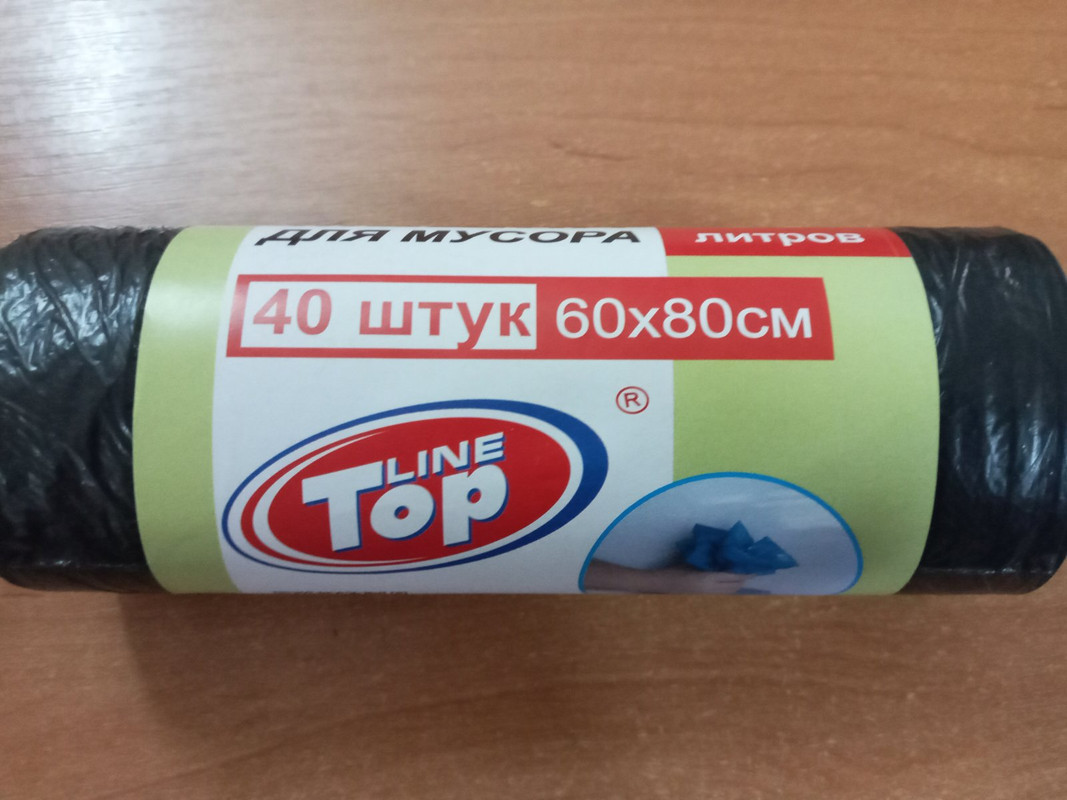 ДЛЯ МУСОРА
литров
40 штук 60x80см
®
LINE
Top